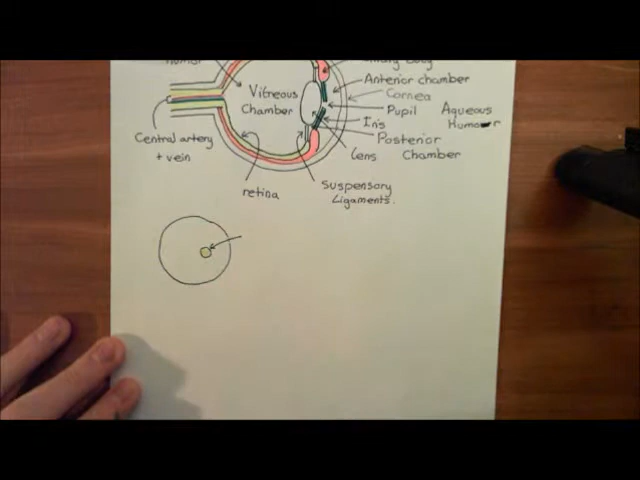 Anterior chamber
Cornea
Vitreous
Chamber
Pupil
Aqueous
Humour
Iris
Central artery
+ vein
Posterior
Chamber
Lens
retina
Suspensory
Ligaments.